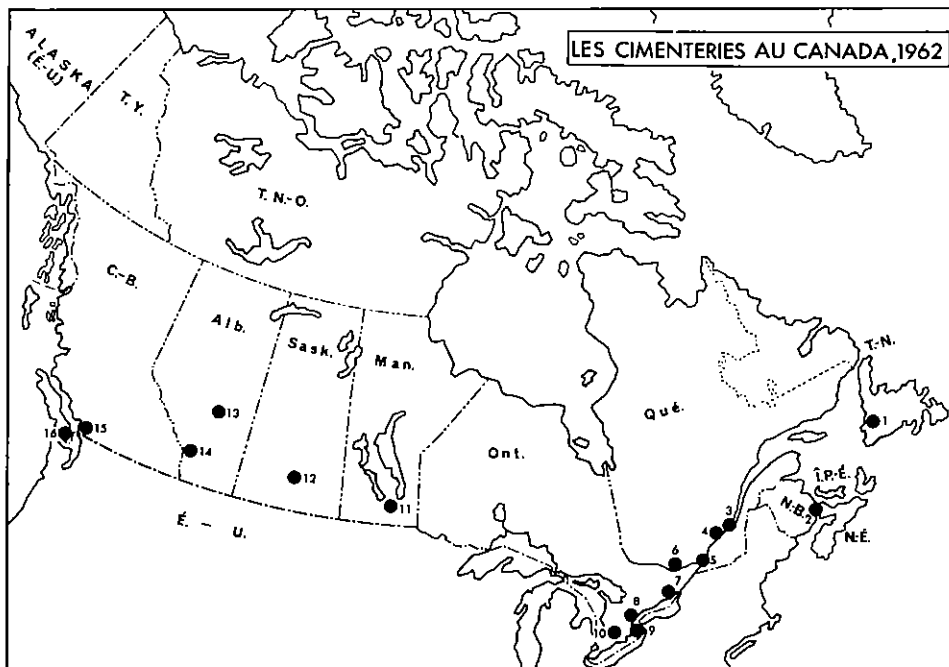 LES CIMENTERIES AU CANADA, 1962
ALASKA
(É.-U.)
T.Y.
T.N.-O.
C.-B.
Alb.
Sask.
Man.
Ont.
Qué.
T.-N.
Î.P.-É.
N.-B.
N.-É.
É. - U.
1
2
3
4
5
6
7
8
9
10
11
12
13
14
15
16